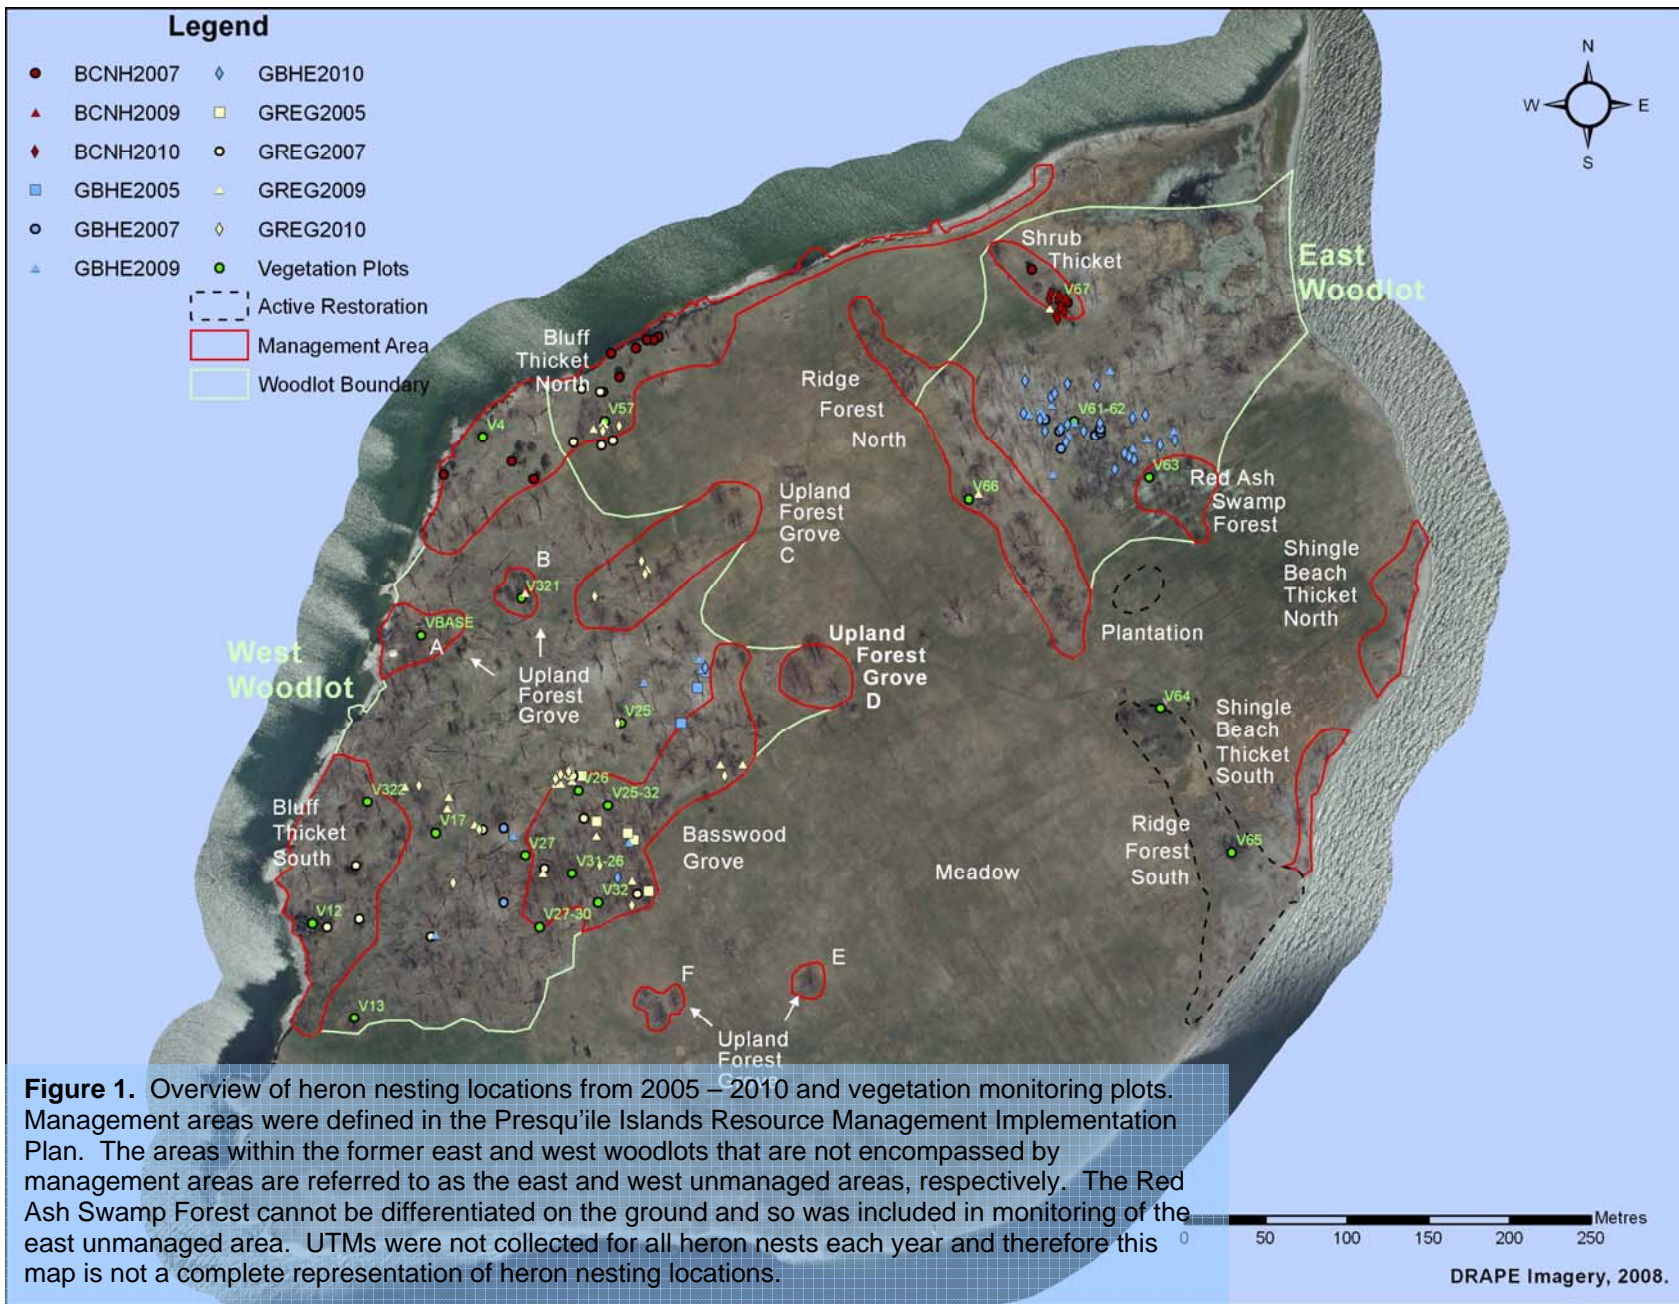 Legend
BCNH2007
BCNH2009
BCNH2010
GBHE2005
GBHE2007
GBHE2009
GBHE2010
GREG2005
GREG2007
GREG2009
GREG2010
Vegetation Plots
Active Restoration
Management Area
Woodlot Boundary
N
W
E
S
Shrub
Thicket
V67
East
Woodlot
Bluff
Thicket
North
V57
V4
Ridge
Forest
North
V61-62
V66
V63
Red Ash
Swamp
Forest
Upland
Forest
Grove
C
Shingle
Beach
Thicket
North
B
V321
VBASE
A
West
Woodlot
Upland
Forest
Grove
Plantation
Upland
Forest
Grove
D
V25
V64
Shingle
Beach
Thicket
South
V322
V26
V25-32
Bluff
Thicket
South
V17
V27
V31-26
V32
V27-30
V12
V13
Basswood
Grove
Meadow
Ridge
Forest
South
V65
F
E
Upland
Forest
Grove
Figure 1. Overview of heron nesting locations from 2005 – 2010 and vegetation monitoring plots.
Management areas were defined in the Presqu'ile Islands Resource Management Implementation
Plan. The areas within the former east and west woodlots that are not encompassed by
management areas are referred to as the east and west unmanaged areas, respectively. The Red
Ash Swamp Forest cannot be differentiated on the ground and so was included in monitoring of the
east unmanaged area. UTMs were not collected for all heron nests each year and therefore this
map is not a complete representation of heron nesting locations.
Metres
0 50 100 150 200 250
DRAPE Imagery, 2008.